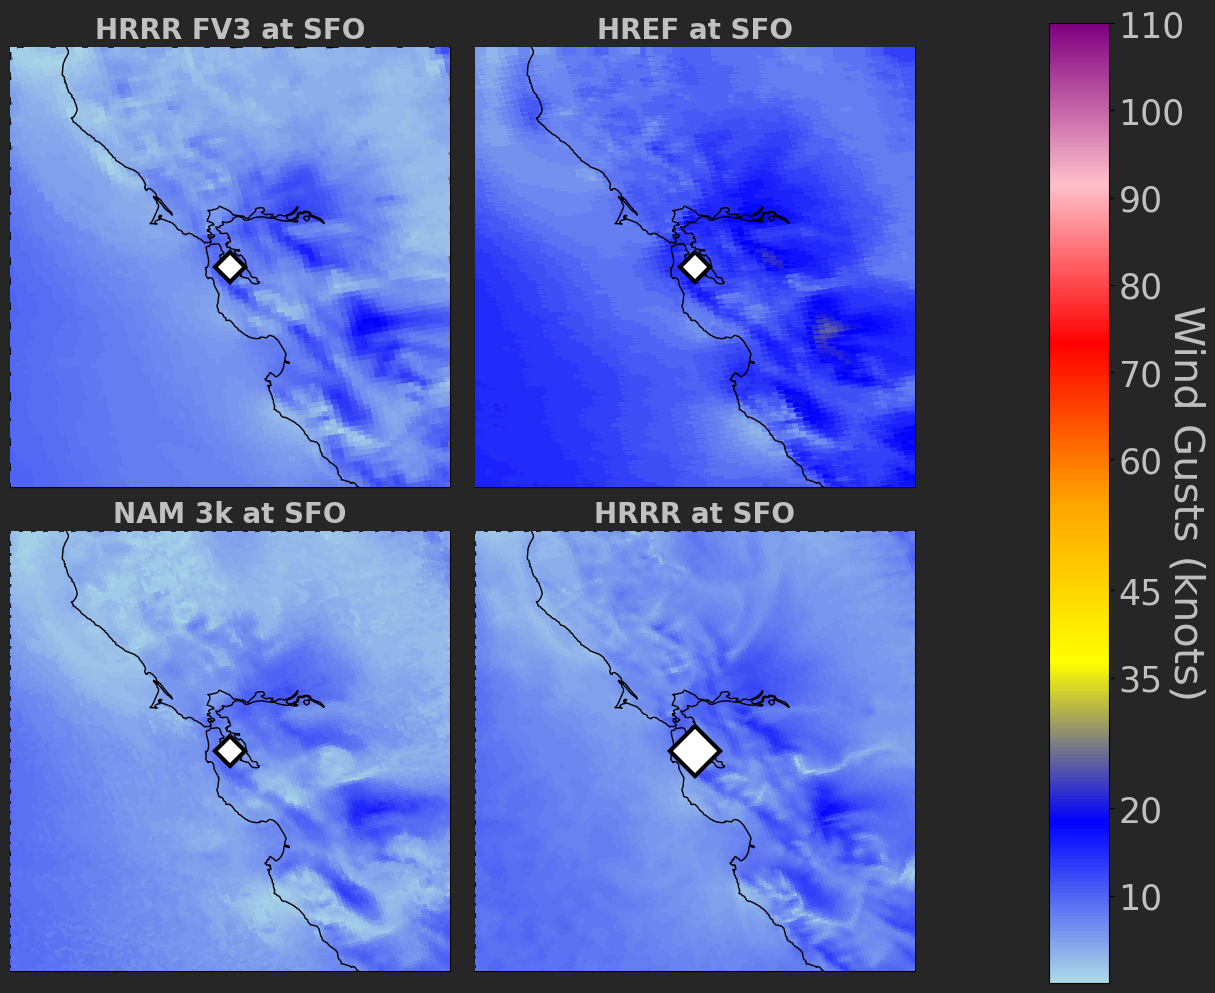 HRRR FV3 at SFO
HREF at SFO
NAM 3k at SFO
HRRR at SFO
110
100
90
80
70
60
45
35
20
10
Wind Gusts (knots)